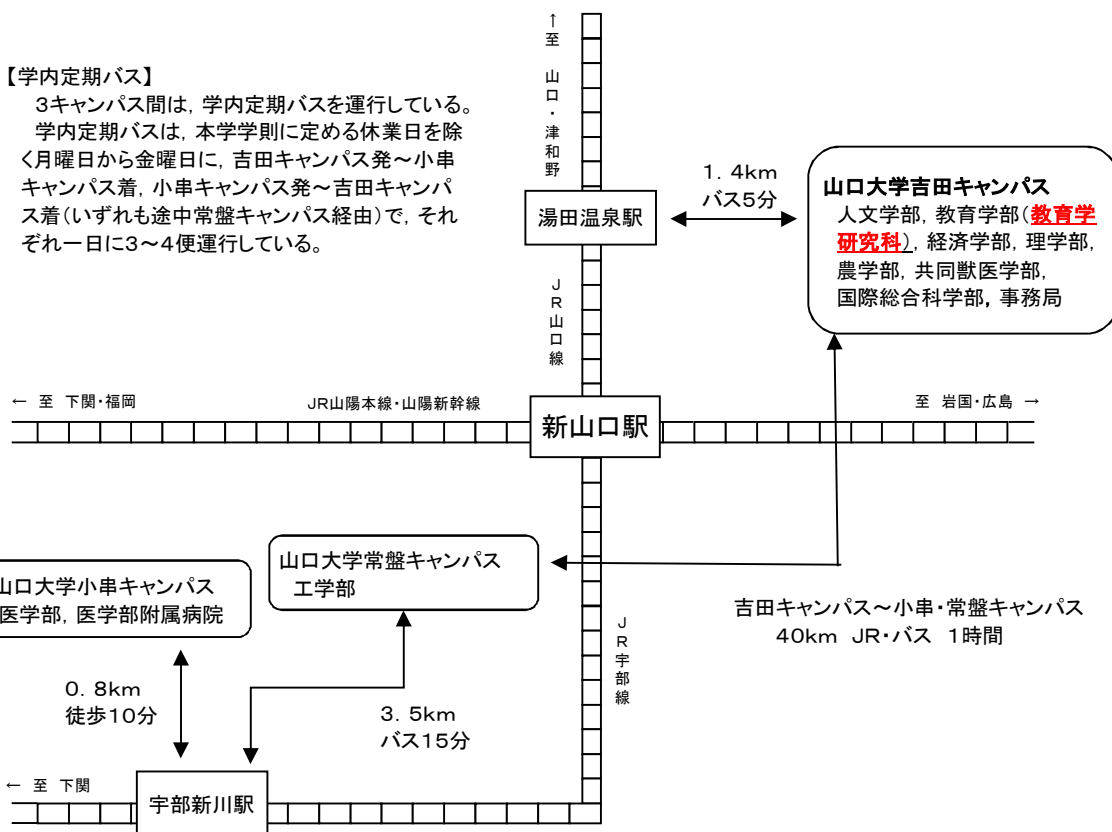 【学内定期バス】
3キャンパス間は, 学内定期バスを運行している。
学内定期バスは, 本学学則に定める休業日を除
く月曜日から金曜日に, 吉田キャンパス発~小串
キャンパス着, 小串キャンパス発~吉田キャンパ
ス着(いずれも途中常盤キャンパス経由)で, それ
ぞれ一日に3~4便運行している。
↑至 山口・津和野
湯田温泉駅
1.4km
バス5分
山口大学吉田キャンパス
人文学部, 教育学部(教育学
研究科), 経済学部, 理学部,
農学部, 共同獣医学部,
国際総合科学部, 事務局
JR山口線
← 至 下関・福岡
JR山陽本線・山陽新幹線
新山口駅
至 岩国・広島 →
山口大学小串キャンパス
医学部, 医学部附属病院
山口大学常盤キャンパス
工学部
吉田キャンパス~小串・常盤キャンパス
40km JR・バス 1時間
JR宇部線
0.8km
徒歩10分
3.5km
バス15分
← 至 下関
宇部新川駅